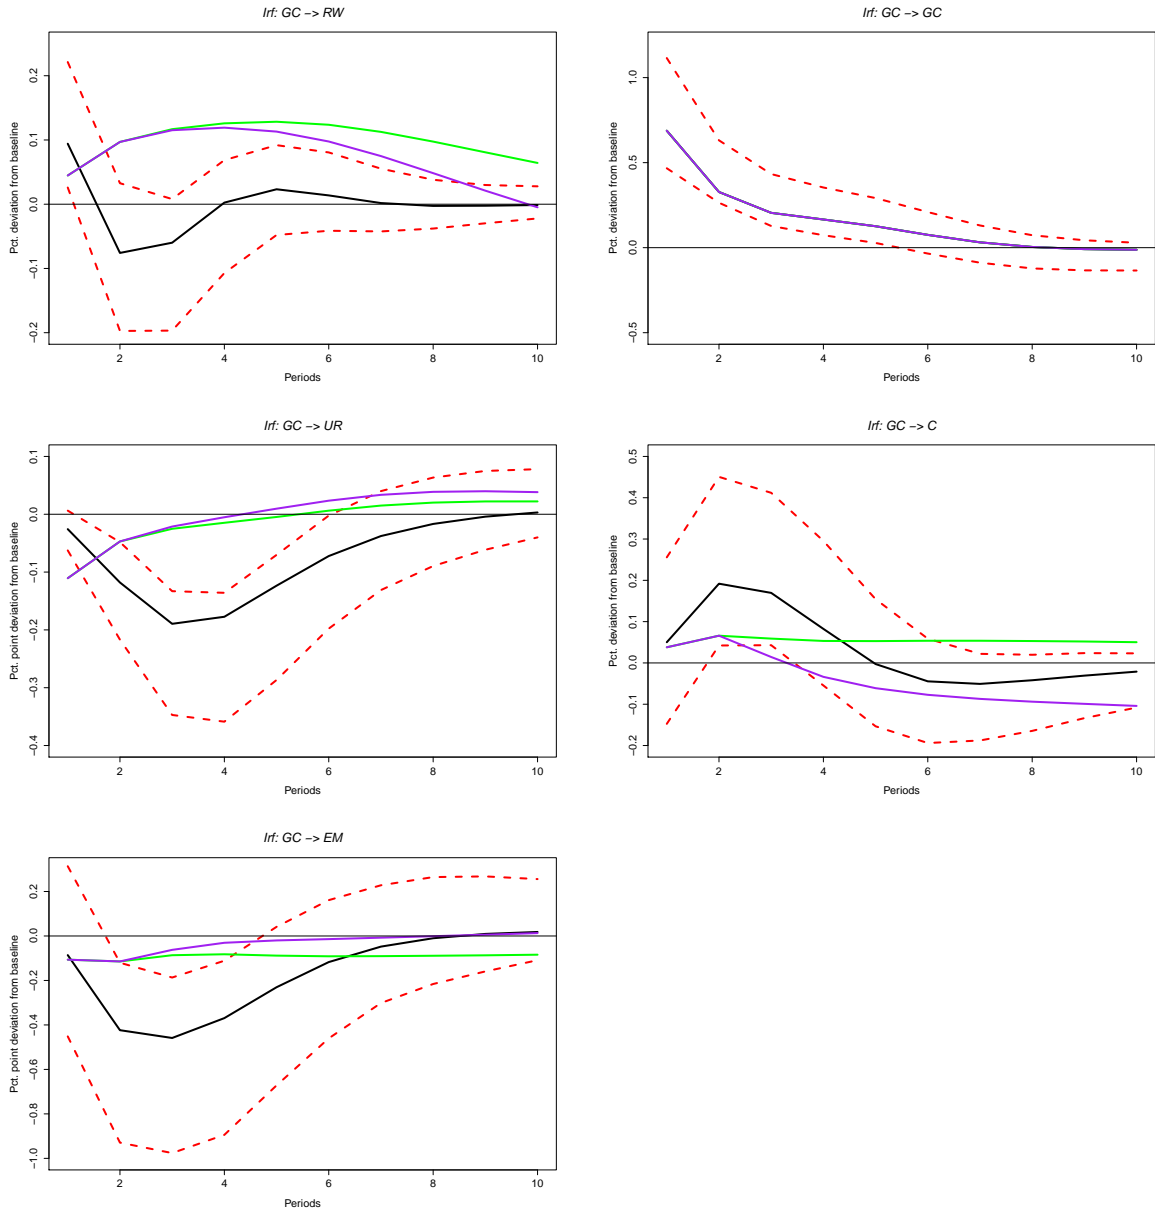 Irf: GC −> RW
Pct. deviation from baseline
0.2
0.1
0.0
−0.1
−0.2
2 4 6 8 10
Periods
Irf: GC −> GC
Pct. deviation from baseline
1.0
0.5
0.0
−0.5
2 4 6 8 10
Periods
Irf: GC −> UR
Pct. point deviation from baseline
0.1
0.0
−0.1
−0.2
−0.3
−0.4
2 4 6 8 10
Periods
Irf: GC −> C
Pct. deviation from baseline
0.5
0.4
0.3
0.2
0.1
0.0
−0.1
−0.2
2 4 6 8 10
Periods
Irf: GC −> EM
Pct. point deviation from baseline
0.2
0.0
−0.2
−0.4
−0.6
−0.8
−1.0
2 4 6 8 10
Periods